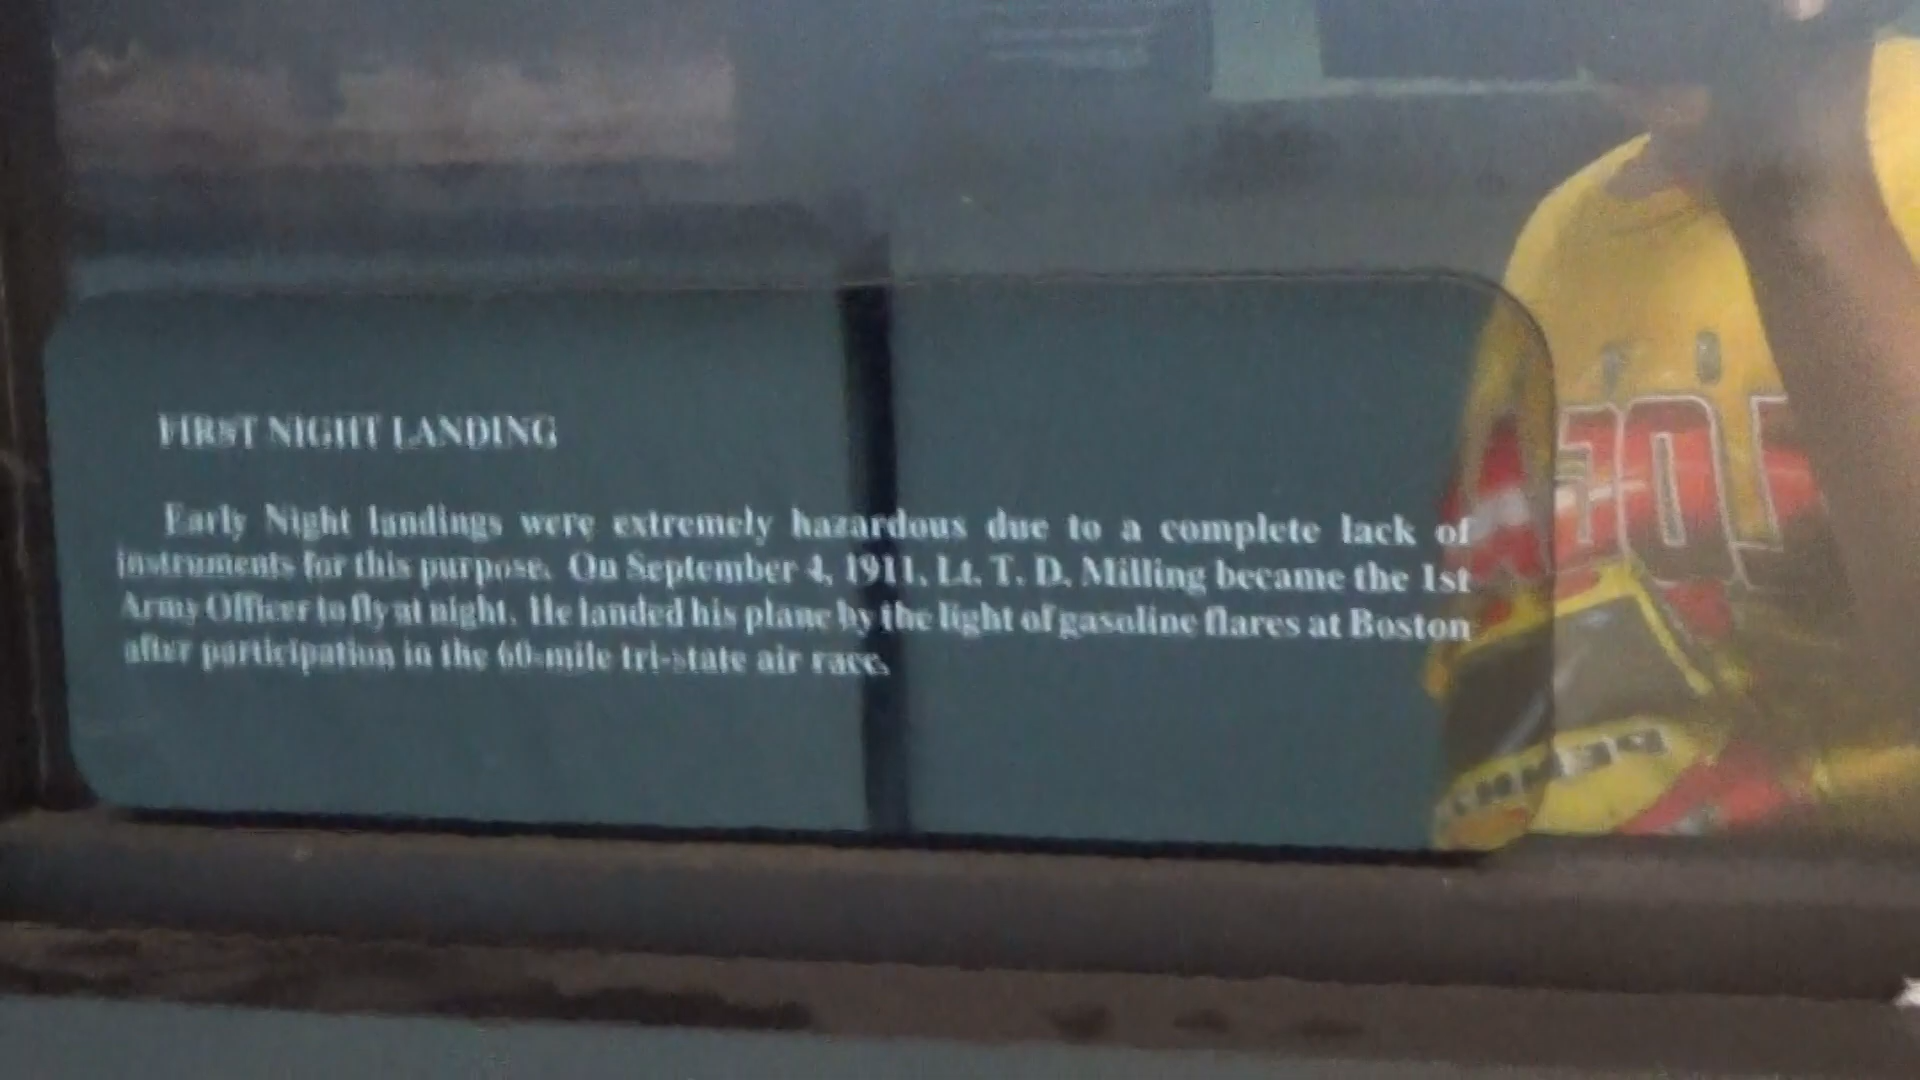 FIRST NIGHT LANDING
Early Night landings were extremely hazardous due to a complete lack of
instruments for this purpose. On September 4, 1911, Lt. T. D. Milling became the 1st
Army Officer to fly at night. He landed his plane by the light of gasoline flares at Boston
after participation in the 60-mile tri-state air race.